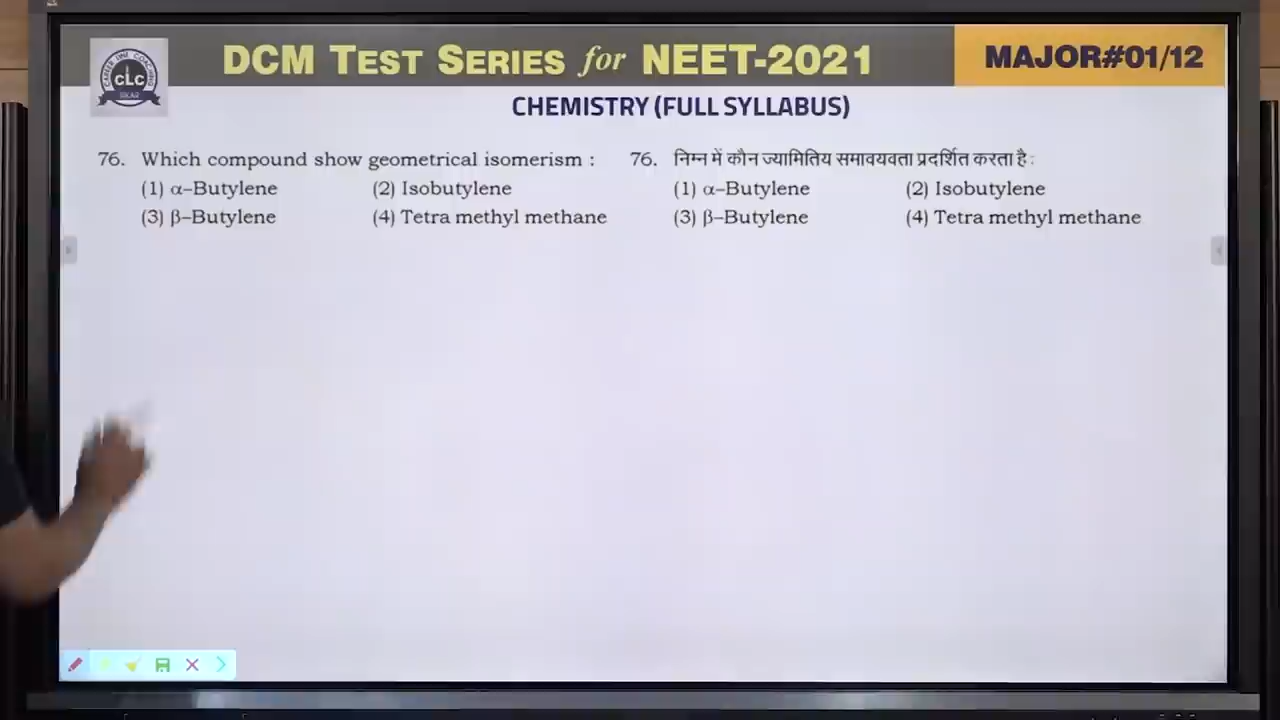 DCM TEST SERIES for NEET-2021
MAJOR#01/12
CLC
SIKAR
CHEMISTRY (FULL SYLLABUS)
76. Which compound show geometrical isomerism :
(1) α–Butylene (2) Isobutylene
(3) β–Butylene (4) Tetra methyl methane
76. निम्न में कौन ज्यामितिय समावयवता प्रदर्शित करता है :
(1) α–Butylene (2) Isobutylene
(3) β–Butylene (4) Tetra methyl methane